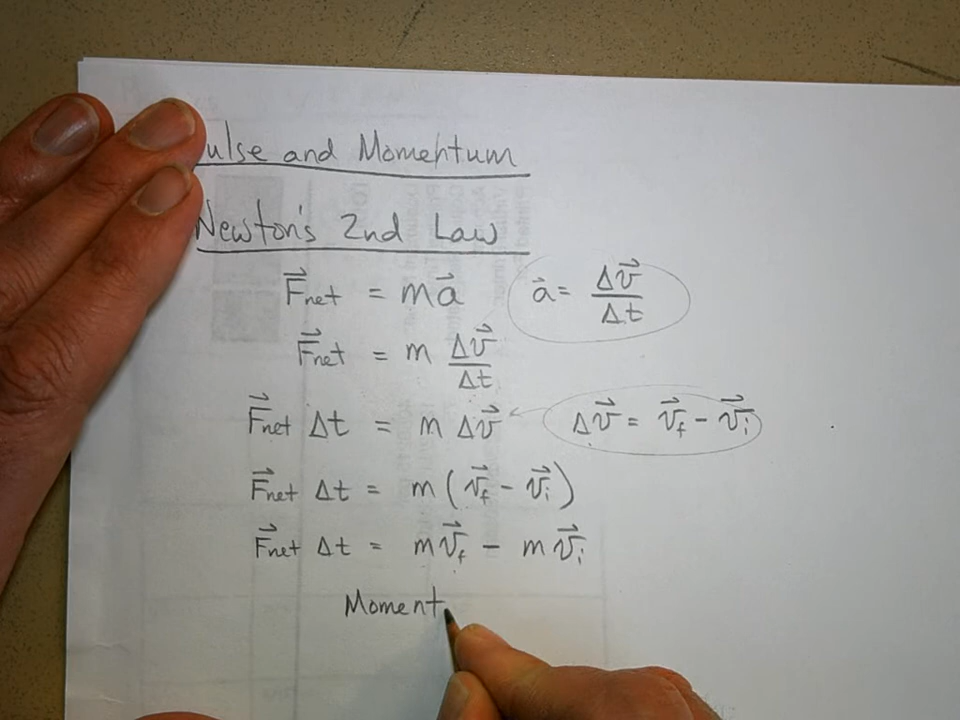 ulse and Momentum
Newton's 2nd Law
F⃗net = ma⃗ a⃗ = Δv⃗/Δt
F⃗net = m Δv⃗/Δt
F⃗net Δt = m Δv⃗ Δv⃗ = v⃗f - v⃗i
F⃗net Δt = m(v⃗f - v⃗i)
F⃗net Δt = mv⃗f - mv⃗i
Moment